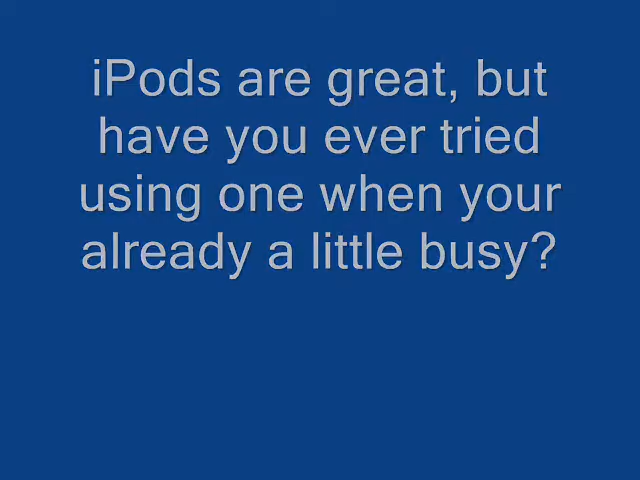 iPods are great, but
have you ever tried
using one when your
already a little busy?